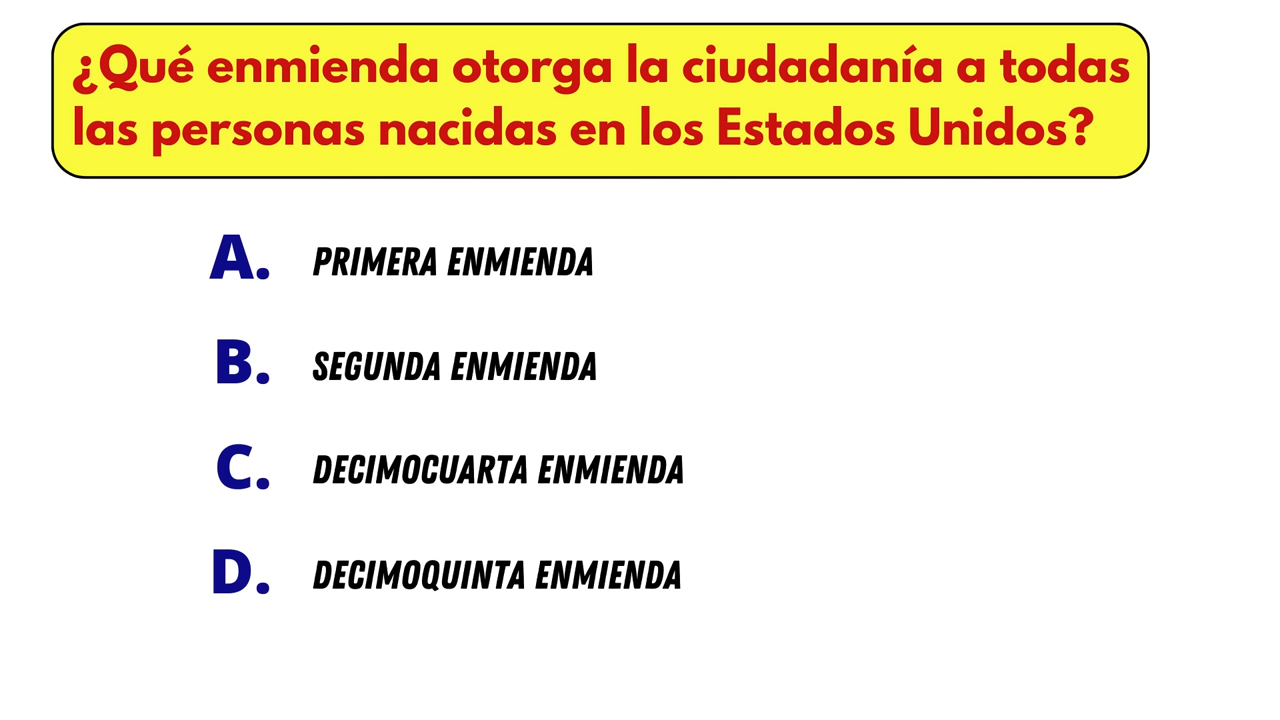 ¿Qué enmienda otorga la ciudadanía a todas
las personas nacidas en los Estados Unidos?
A. PRIMERA ENMIENDA
B. SEGUNDA ENMIENDA
C. DECIMOCUARTA ENMIENDA
D. DECIMOQUINTA ENMIENDA